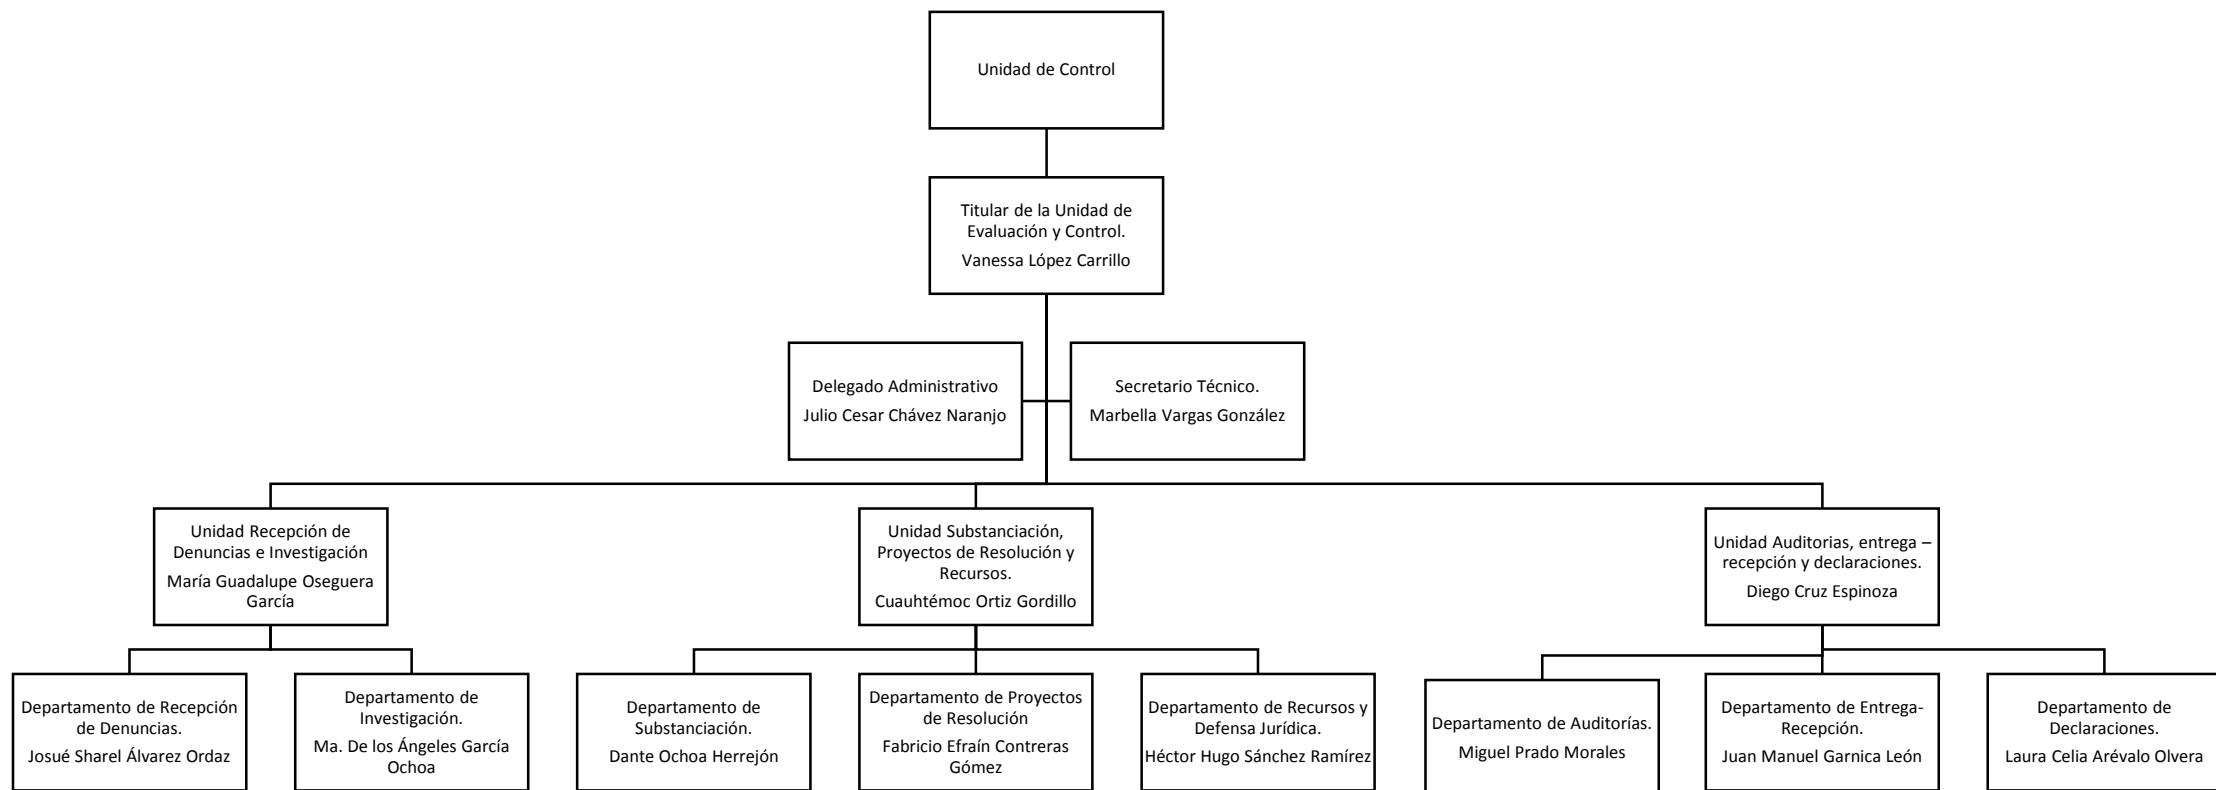 Unidad de Control
Titular de la Unidad de
Evaluación y Control.
Vanessa López Carrillo
Delegado Administrativo
Julio Cesar Chávez Naranjo
Secretario Técnico.
Marbella Vargas González
Unidad Recepción de
Denuncias e Investigación
María Guadalupe Oseguera
García
Unidad Substanciación,
Proyectos de Resolución y
Recursos.
Cuauhtémoc Ortiz Gordillo
Unidad Auditorias, entrega –
recepción y declaraciones.
Diego Cruz Espinoza
Departamento de Recepción
de Denuncias.
Josué Sharel Álvarez Ordaz
Departamento de
Investigación.
Ma. De los Ángeles García
Ochoa
Departamento de
Substanciación.
Dante Ochoa Herrejón
Departamento de Proyectos
de Resolución
Fabricio Efraín Contreras
Gómez
Departamento de Recursos y
Defensa Jurídica.
Héctor Hugo Sánchez Ramírez
Departamento de Auditorías.
Miguel Prado Morales
Departamento de Entrega-
Recepción.
Juan Manuel Garnica León
Departamento de
Declaraciones.
Laura Celia Arévalo Olvera